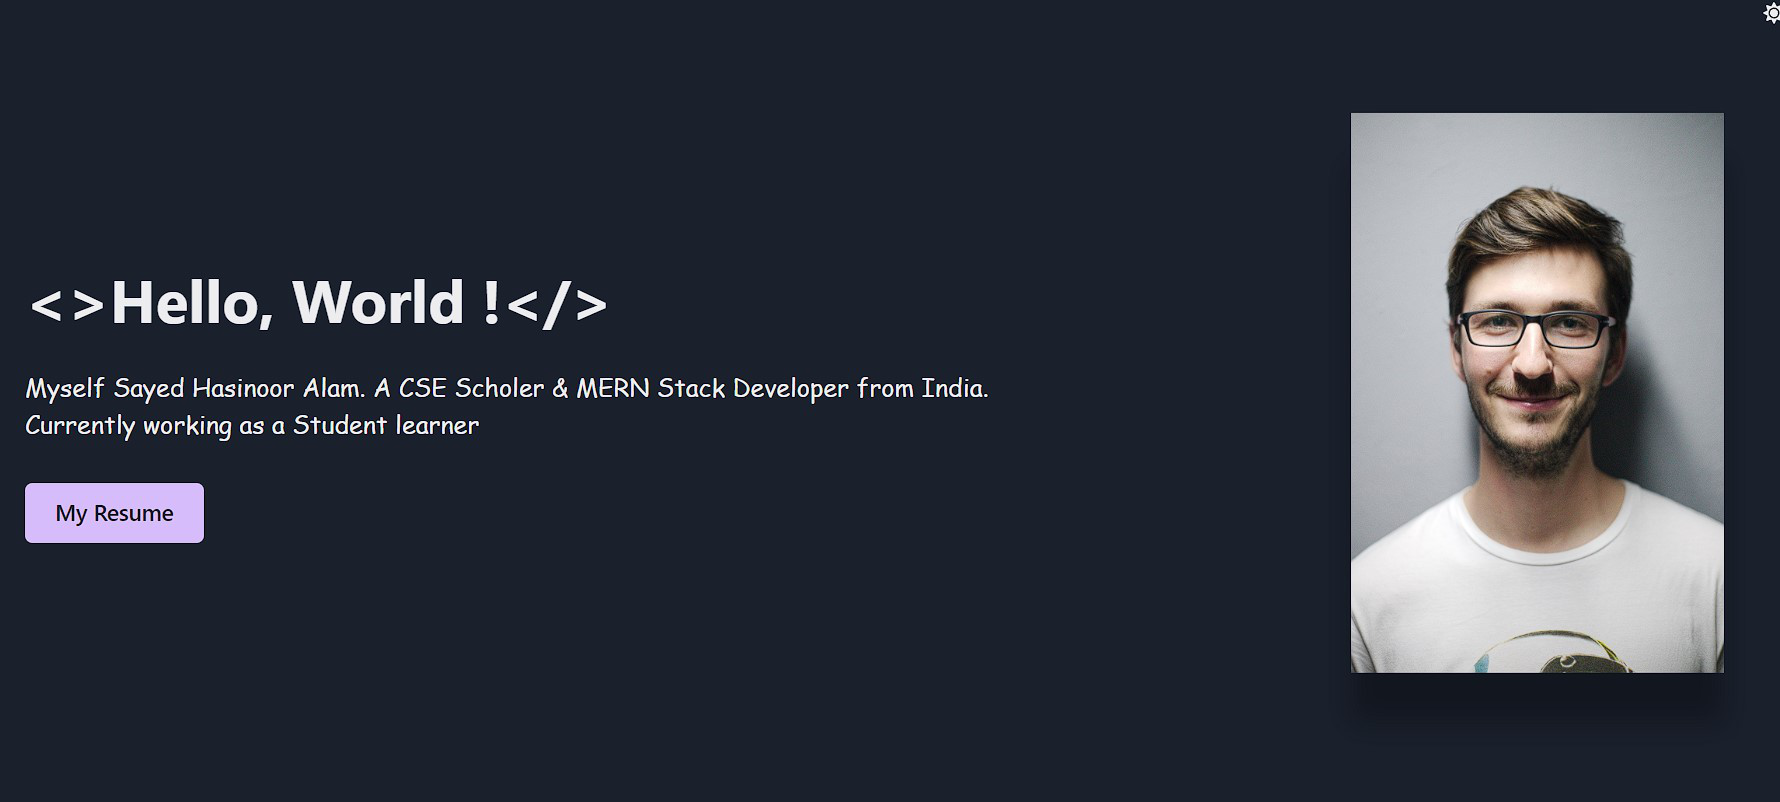 <>Hello, World !</>
Myself Sayed Hasinoor Alam. A CSE Scholer & MERN Stack Developer from India.
Currently working as a Student learner
My Resume